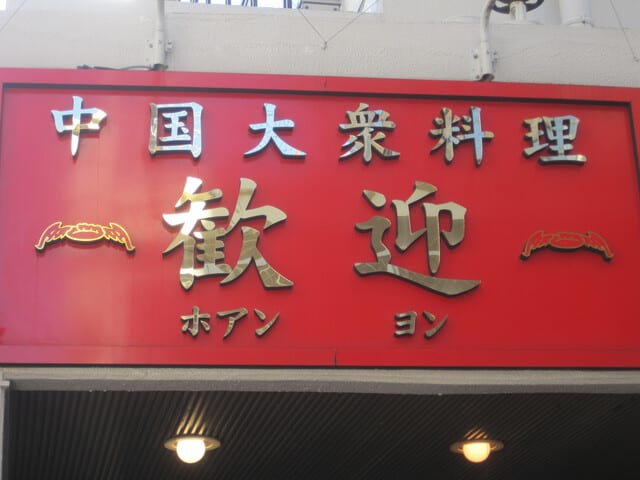 中国大衆料理
歓迎
ホアン ヨン